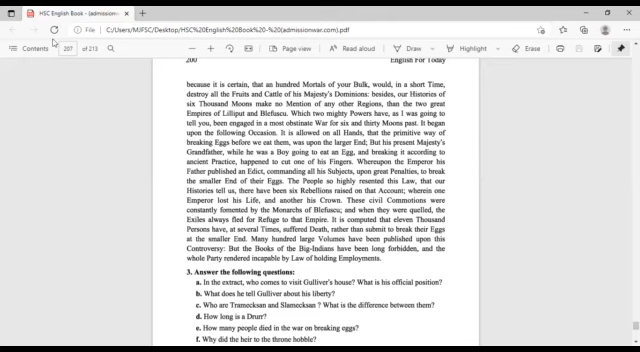 HSC English Book
File | C:/Users/MJFSC/Desktop/HSC%20English%20Book%20-%20(admissionwar.com).pdf
Contents 207 of 213 Page view Read aloud Draw Highlight Erase
200 English For Today
because it is certain, that an hundred Mortals of your Bulk, would, in a short Time,
destroy all the Fruits and Cattle of his Majesty's Dominions: besides, our Histories of
six Thousand Moons make no Mention of any other Regions, than the two great
Empires of Lilliput and Blefuscu. Which two mighty Powers have, as I was going to
tell you, been engaged in a most obstinate War for six and thirty Moons past. It began
upon the following Occasion. It is allowed on all Hands, that the primitive way of
breaking Eggs before we eat them, was upon the larger End; But his present Majesty's
Grandfather, while he was a Boy going to eat an Egg, and breaking it according to
ancient Practice, happened to cut one of his Fingers. Whereupon the Emperor his
Father published an Edict, commanding all his Subjects, upon great Penalties, to break
the smaller End of their Eggs. The People so highly resented this Law, that our
Histories tell us, there have been six Rebellions raised on that Account; wherein one
Emperor lost his Life, and another his Crown. These civil Commotions were
constantly fomented by the Monarchs of Blefuscu; and when they were quelled, the
Exiles always fled for Refuge to that Empire. It is computed that eleven Thousand
Persons have, at several Times, suffered Death, rather than submit to break their Eggs
at the smaller End. Many hundred large Volumes have been published upon this
Controversy: But the Books of the Big-Indians have been long forbidden, and the
whole Party rendered incapable by Law of holding Employments.
3. Answer the following questions:
a. In the extract, who comes to visit Gulliver's house? What is his official position?
b. What does he tell Gulliver about his liberty?
c. Who are Tramecksan and Slamecksan ? What is the difference between them?
d. How long is a Drurr?
e. How many people died in the war on breaking eggs?
f. Why did the heir to the throne hobble?